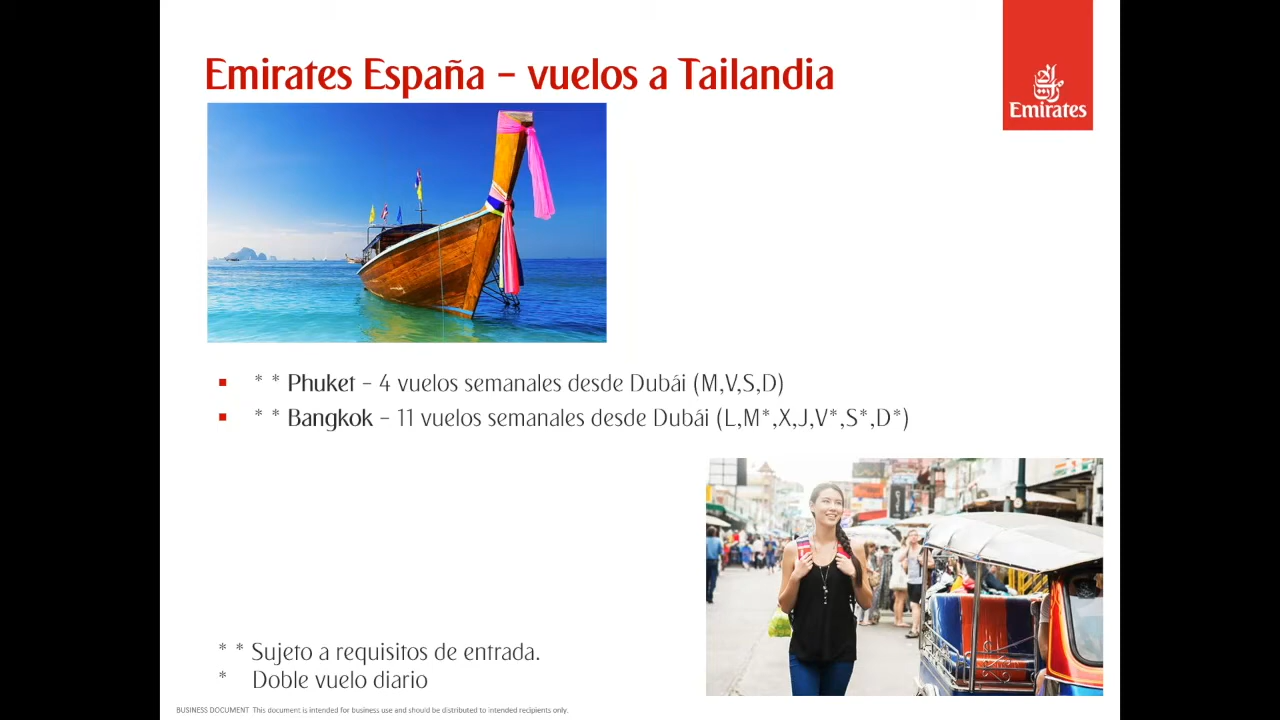 Emirates España – vuelos a Tailandia
Emirates
* * Phuket – 4 vuelos semanales desde Dubái (M,V,S,D)
* * Bangkok – 11 vuelos semanales desde Dubái (L,M*,X,J,V*,S*,D*)
* * Sujeto a requisitos de entrada.
* Doble vuelo diario
BUSINESS DOCUMENT This document is intended for business use and should be distributed to intended recipients only.